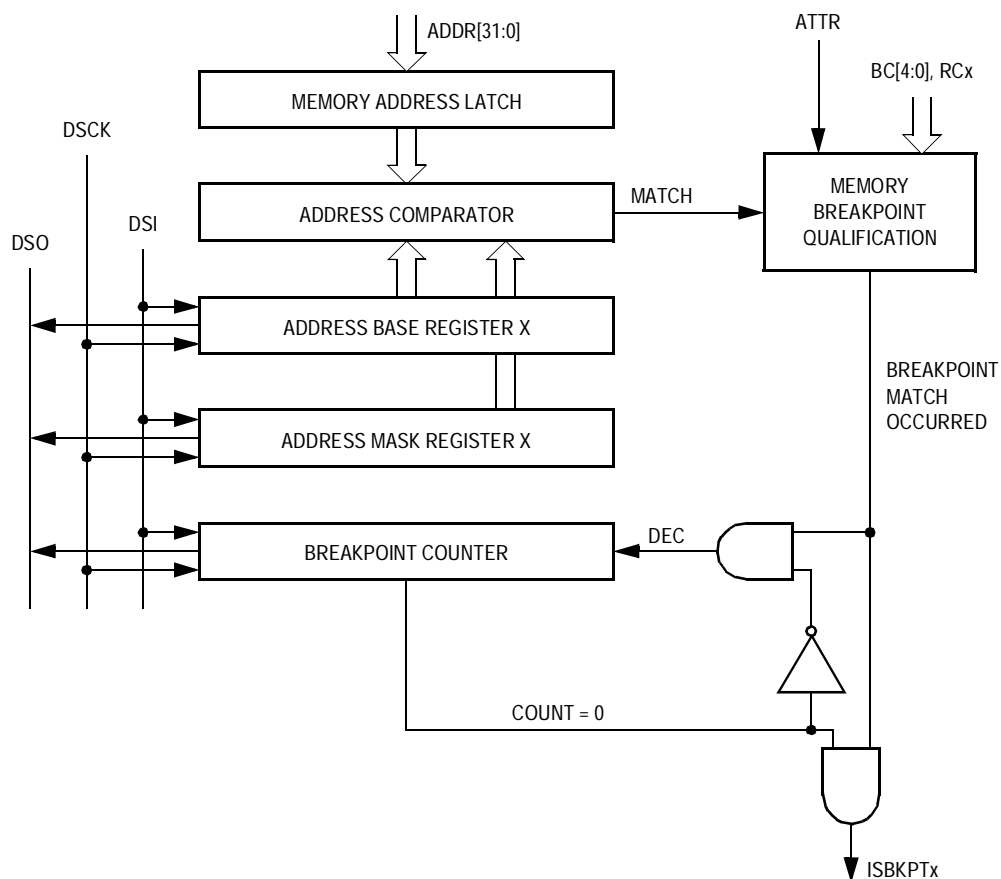 ADDR[31:0]
ATTR
BC[4:0], RCx
MEMORY ADDRESS LATCH
DSCK
MEMORY
BREAKPOINT
QUALIFICATION
ADDRESS COMPARATOR
MATCH
DSI
DSO
ADDRESS BASE REGISTER X
BREAKPOINT
MATCH
OCCURRED
ADDRESS MASK REGISTER X
BREAKPOINT COUNTER
DEC
COUNT = 0
ISBKPTx